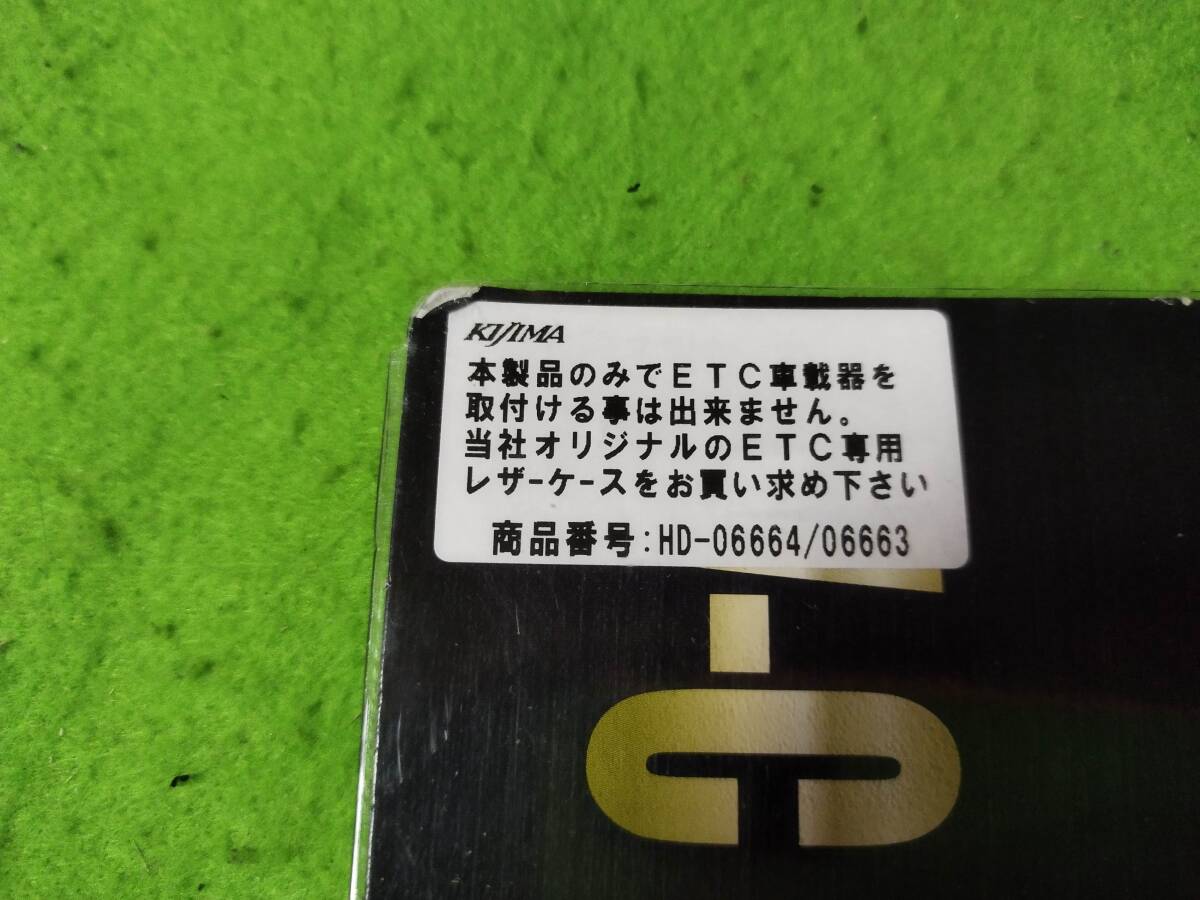 KIJIMA
本製品のみでETC車載器を
取付ける事は出来ません。
当社オリジナルのETC専用
レザーケースをお買い求め下さい
商品番号:HD-06664/06663